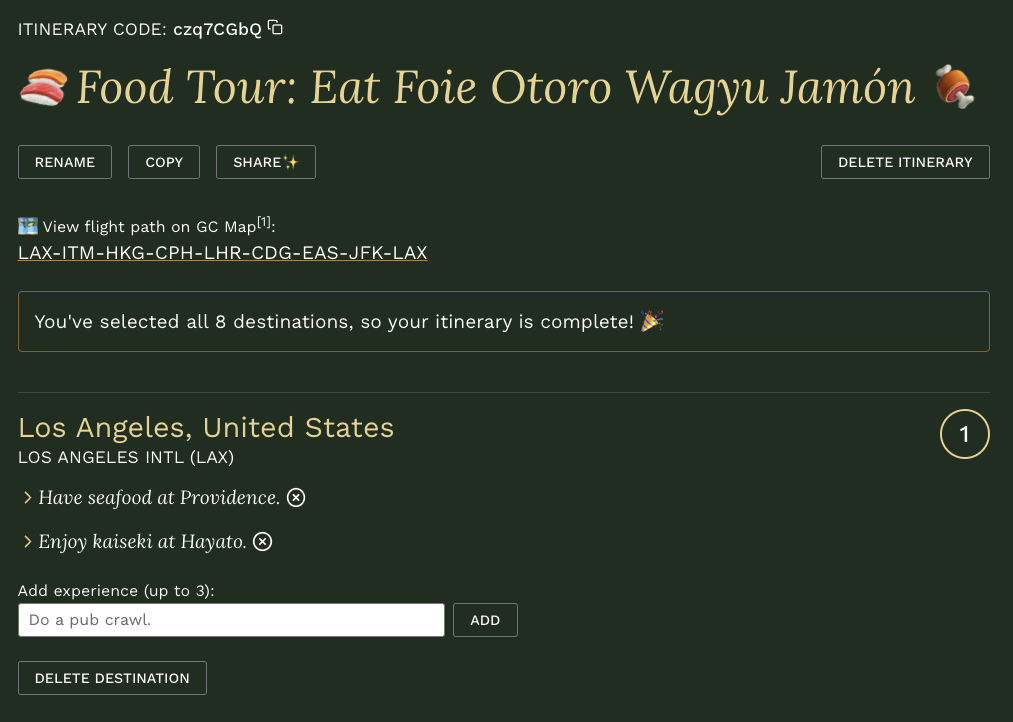 ITINERARY CODE: czq7CGbQ
🍣 Food Tour: Eat Foie Otoro Wagyu Jamón 🍖
RENAME COPY SHARE✨ DELETE ITINERARY
🗺️ View flight path on GC Map[1]:
LAX-ITM-HKG-CPH-LHR-CDG-EAS-JFK-LAX
You've selected all 8 destinations, so your itinerary is complete! 🎉
Los Angeles, United States
1
LOS ANGELES INTL (LAX)
Have seafood at Providence.
Enjoy kaiseki at Hayato.
Add experience (up to 3):
Do a pub crawl. ADD
DELETE DESTINATION